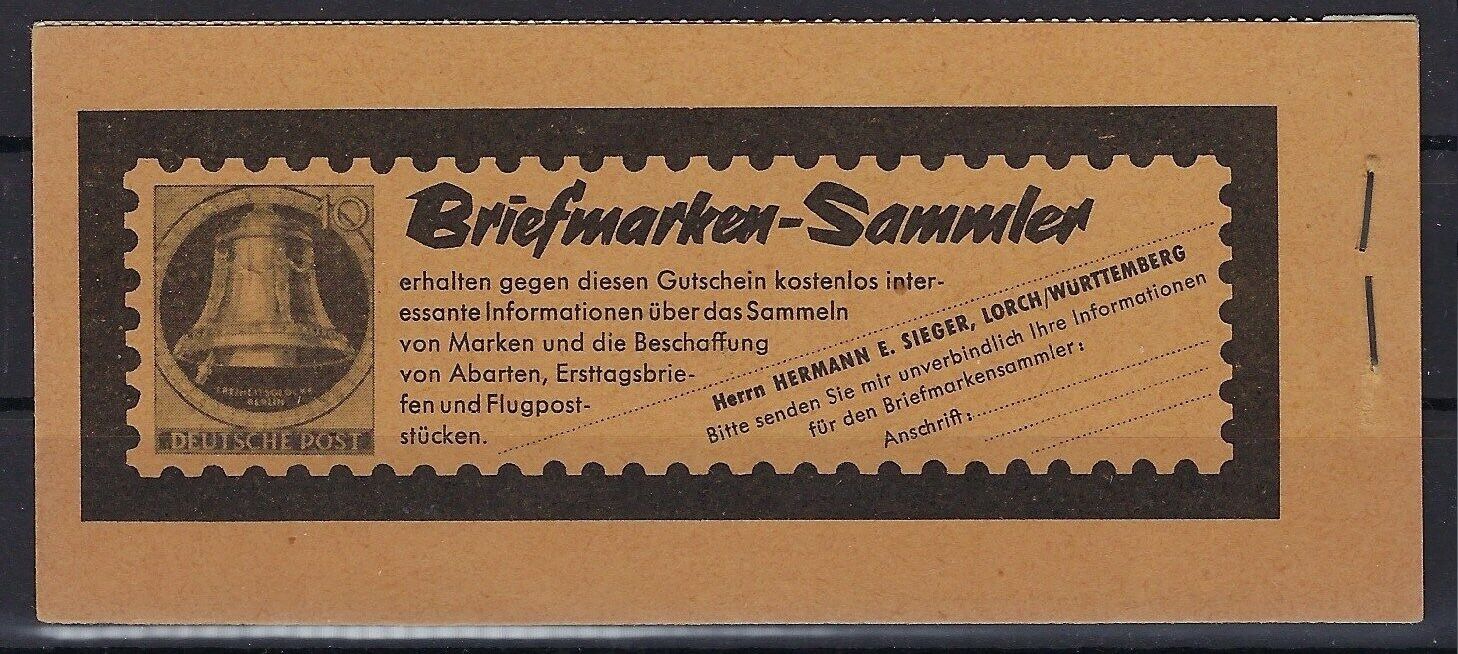 10
FREIHEITSGLOCKE
BERLIN
DEUTSCHE POST
Briefmarken-Sammler
erhalten gegen diesen Gutschein kostenlos inter-
essante Informationen über das Sammeln
von Marken und die Beschaffung
von Abarten, Ersttagsbrie-
fen und Flugpost-
stücken.
Herrn HERMANN E. SIEGER, LORCH/WÜRTTEMBERG
Bitte senden Sie mir unverbindlich Ihre Informationen
für den Briefmarkensammler:
Anschrift: